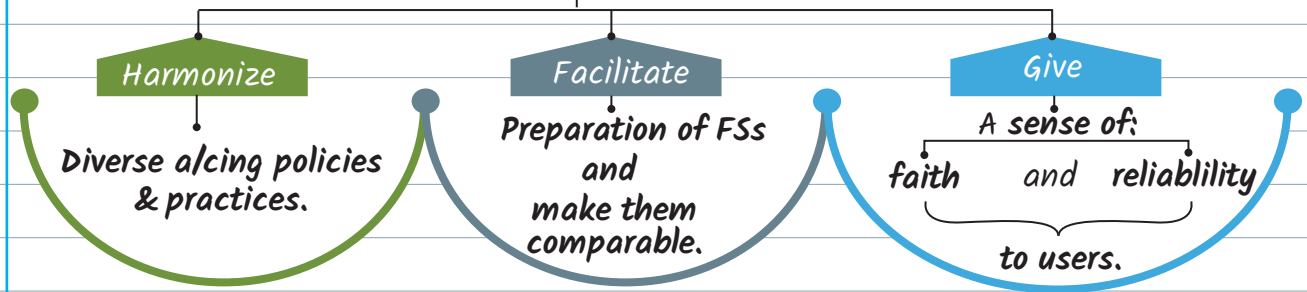 Harmonize
Diverse a/cing policies
& practices.
Facilitate
Preparation of FSs
and
make them
comparable.
Give
A sense of:
faith and reliablility
to users.